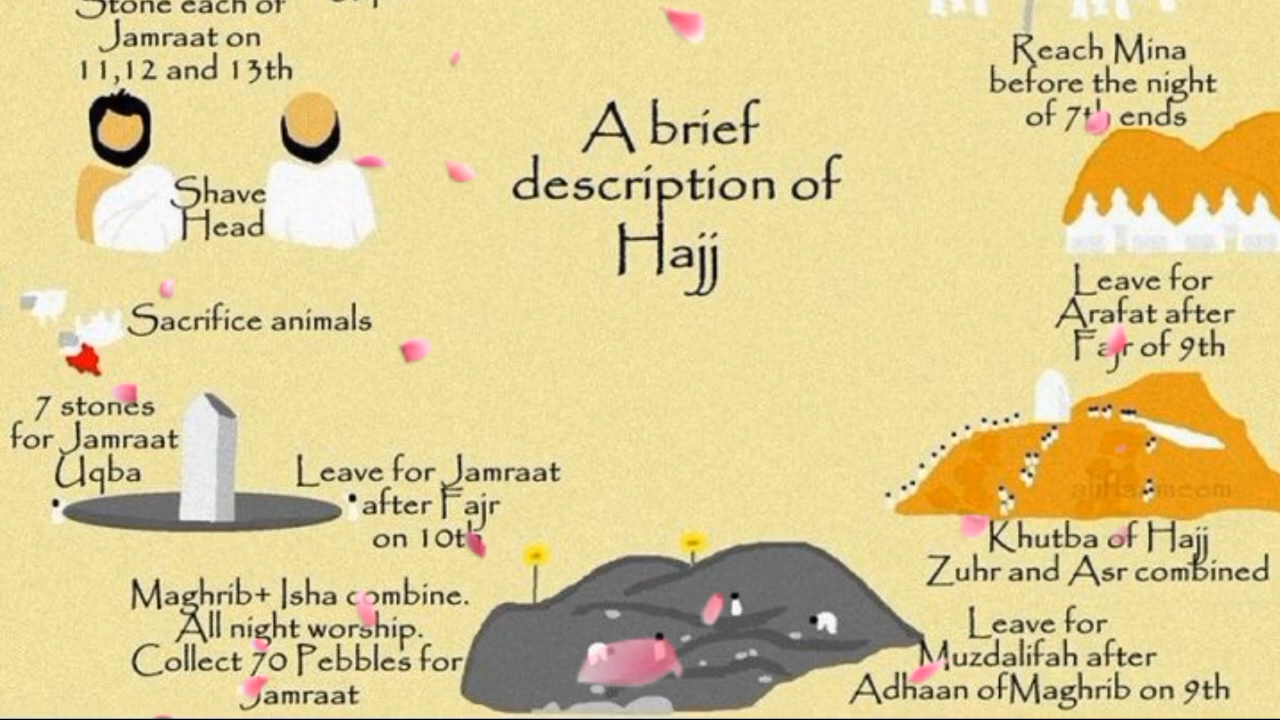 Stone each of
Jamraat on
11,12 and 13th
Shave
Head
Sacrifice animals
7 stones
for Jamraat
Uqba
Leave for Jamraat
after Fajr
on 10th
Maghrib+ Isha combine.
All night worship.
Collect 70 Pebbles for
Jamraat
A brief
description of
Hajj
Reach Mina
before the night
of 7th ends
Leave for
Arafat after
Fajr of 9th
Khutba of Hajj
Zuhr and Asr combined
Leave for
Muzdalifah after
Adhaan ofMaghrib on 9th